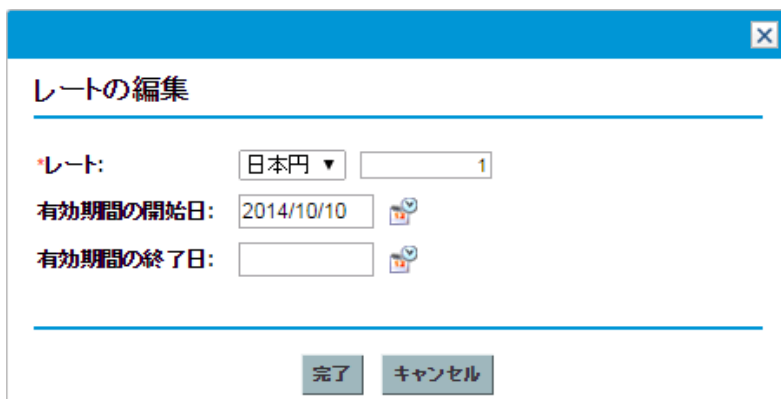 レートの編集
*レート: 日本円 ▼ 1
有効期間の開始日: 2014/10/10
有効期間の終了日:
完了 キャンセル